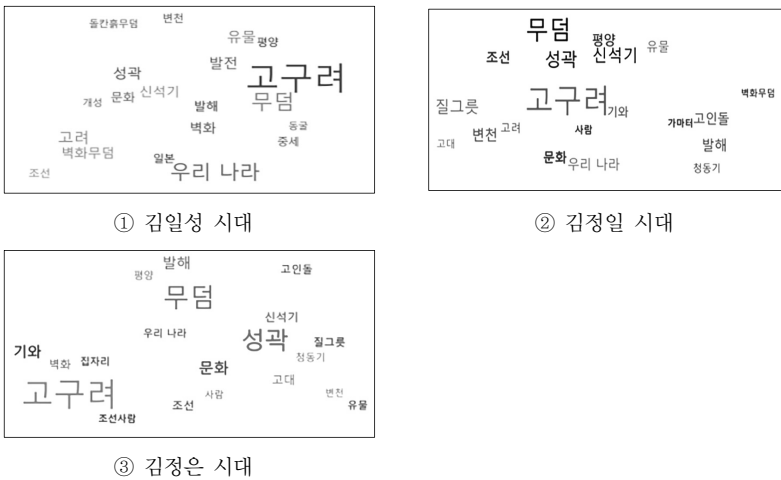 돌칸흙무덤 변천
유물 평양
발전
성곽 고구려
개성 문화 신석기 무덤
발해
벽화 동굴
고려 중세
벽화무덤 일본
조선 우리 나라
① 김일성 시대
무덤
평양 유물
조선 성곽 신석기
벽화무덤
질그릇 고구려 기와
가마터 고인돌
고대 변천 고려 사람
발해
문화 우리 나라 청동기
② 김정일 시대
발해
평양 고인돌
무덤
신석기
우리 나라 성곽 질그릇
기와 벽화 집자리 청동기
문화
고대
고구려 사람 변천
조선사람 조선 유물
③ 김정은 시대